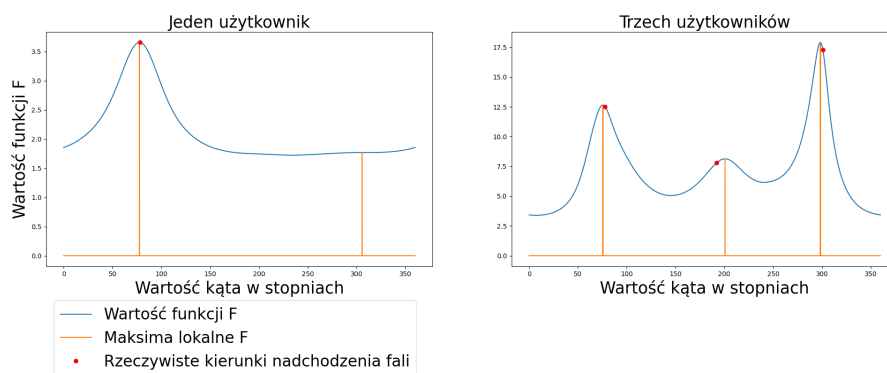 Jeden użytkownik
Wartość funkcji F
3.5
3.0
2.5
2.0
1.5
1.0
0.5
0.0
0 50 100 150 200 250 300 350
Wartość kąta w stopniach
Trzech użytkowników
17.5
15.0
12.5
10.0
7.5
5.0
2.5
0.0
0 50 100 150 200 250 300 350
Wartość kąta w stopniach
Wartość funkcji F
Maksima lokalne F
Rzeczywiste kierunki nadchodzenia fali